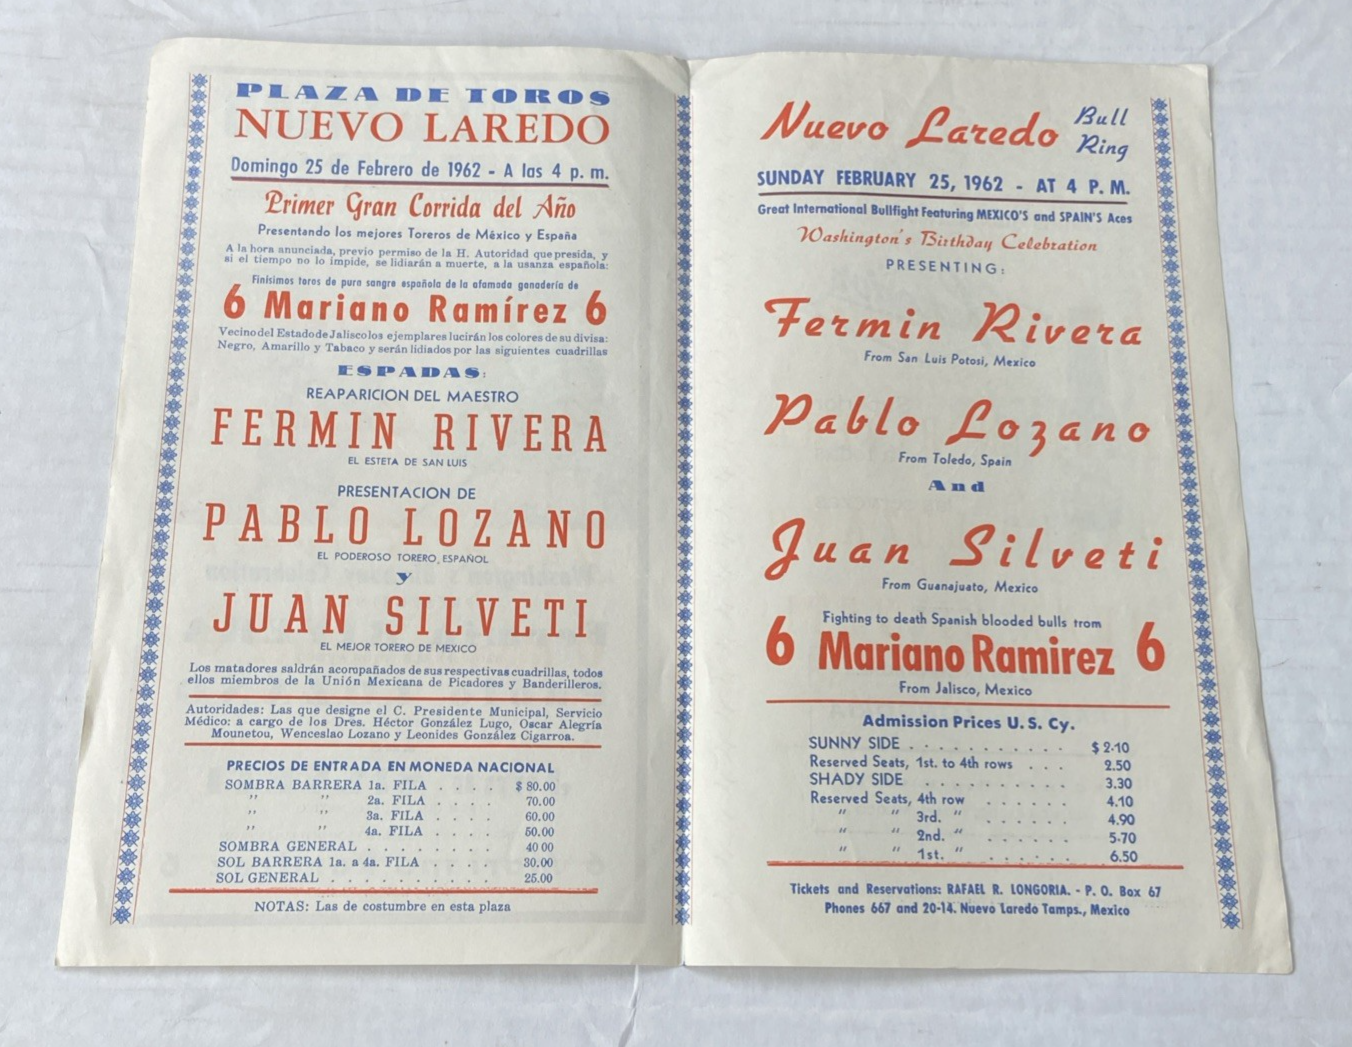 PLAZA DE TOROS
NUEVO LAREDO
Domingo 25 de Febrero de 1962 - A las 4 p. m.
Primer Gran Corrida del Año
Presentando los mejores Toreros de México y España
A la hora anunciada, previo permiso de la H. Autoridad que presida, y
si el tiempo no lo impide, se lidiarán a muerte, a la usanza española:
Finísimos toros de pura sangre española de la afamada ganadería de
6 Mariano Ramírez 6
Vecino del Estado de Jalisco los ejemplares lucirán los colores de su divisa:
Negro, Amarillo y Tabaco y serán lidiados por las siguientes cuadrillas
ESPADAS:
REAPARICION DEL MAESTRO
FERMIN RIVERA
EL ESTETA DE SAN LUIS
PRESENTACION DE
PABLO LOZANO
EL PODEROSO TORERO ESPAÑOL
y
JUAN SILVETI
EL MEJOR TORERO DE MEXICO
Los matadores saldrán acompañados de sus respectivas cuadrillas, todos
ellos miembros de la Unión Mexicana de Picadores y Banderilleros.
Autoridades: Las que designe el C. Presidente Municipal, Servicio
Médico: a cargo de los Dres. Héctor González Lugo, Oscar Alegría
Mounetou, Wenceslao Lozano y Leonides González Cigarroa.
PRECIOS DE ENTRADA EN MONEDA NACIONAL
SOMBRA BARRERA 1a. FILA . . . . $ 80.00
" " 2a. FILA . . . . 70.00
" " 3a. FILA . . . . 60.00
" " 4a. FILA . . . . 50.00
SOMBRA GENERAL . . . . . . . . . 40 00
SOL BARRERA 1a. a 4a. FILA . . . . . 30.00
SOL GENERAL . . . . . . . . . . . . 25.00
NOTAS: Las de costumbre en esta plaza
Nuevo Laredo Bull
Ring
SUNDAY FEBRUARY 25, 1962 - AT 4 P. M.
Great International Bullfight Featuring MEXICO'S and SPAIN'S Aces
Washington's Birthday Celebration
PRESENTING:
Fermin Rivera
From San Luis Potosi, Mexico
Pablo Lozano
From Toledo, Spain
And
Juan Silveti
From Guanajuato, Mexico
Fighting to death Spanish blooded bulls from
6 Mariano Ramirez 6
From Jalisco, Mexico
Admission Prices U. S. Cy.
SUNNY SIDE . . . . . . . . . . . $ 2-10
Reserved Seats, 1st. to 4th rows . . . 2.50
SHADY SIDE . . . . . . . . . . 3.30
Reserved Seats, 4th row . . . . . . 4.10
" " 3rd. " . . . . . . 4.90
" " 2nd. " . . . . . . 5-70
" " 1st. " . . . . . . 6.50
Tickets and Reservations: RAFAEL R. LONGORIA. - P. O. Box 67
Phones 667 and 20-14. Nuevo Laredo Tamps., Mexico